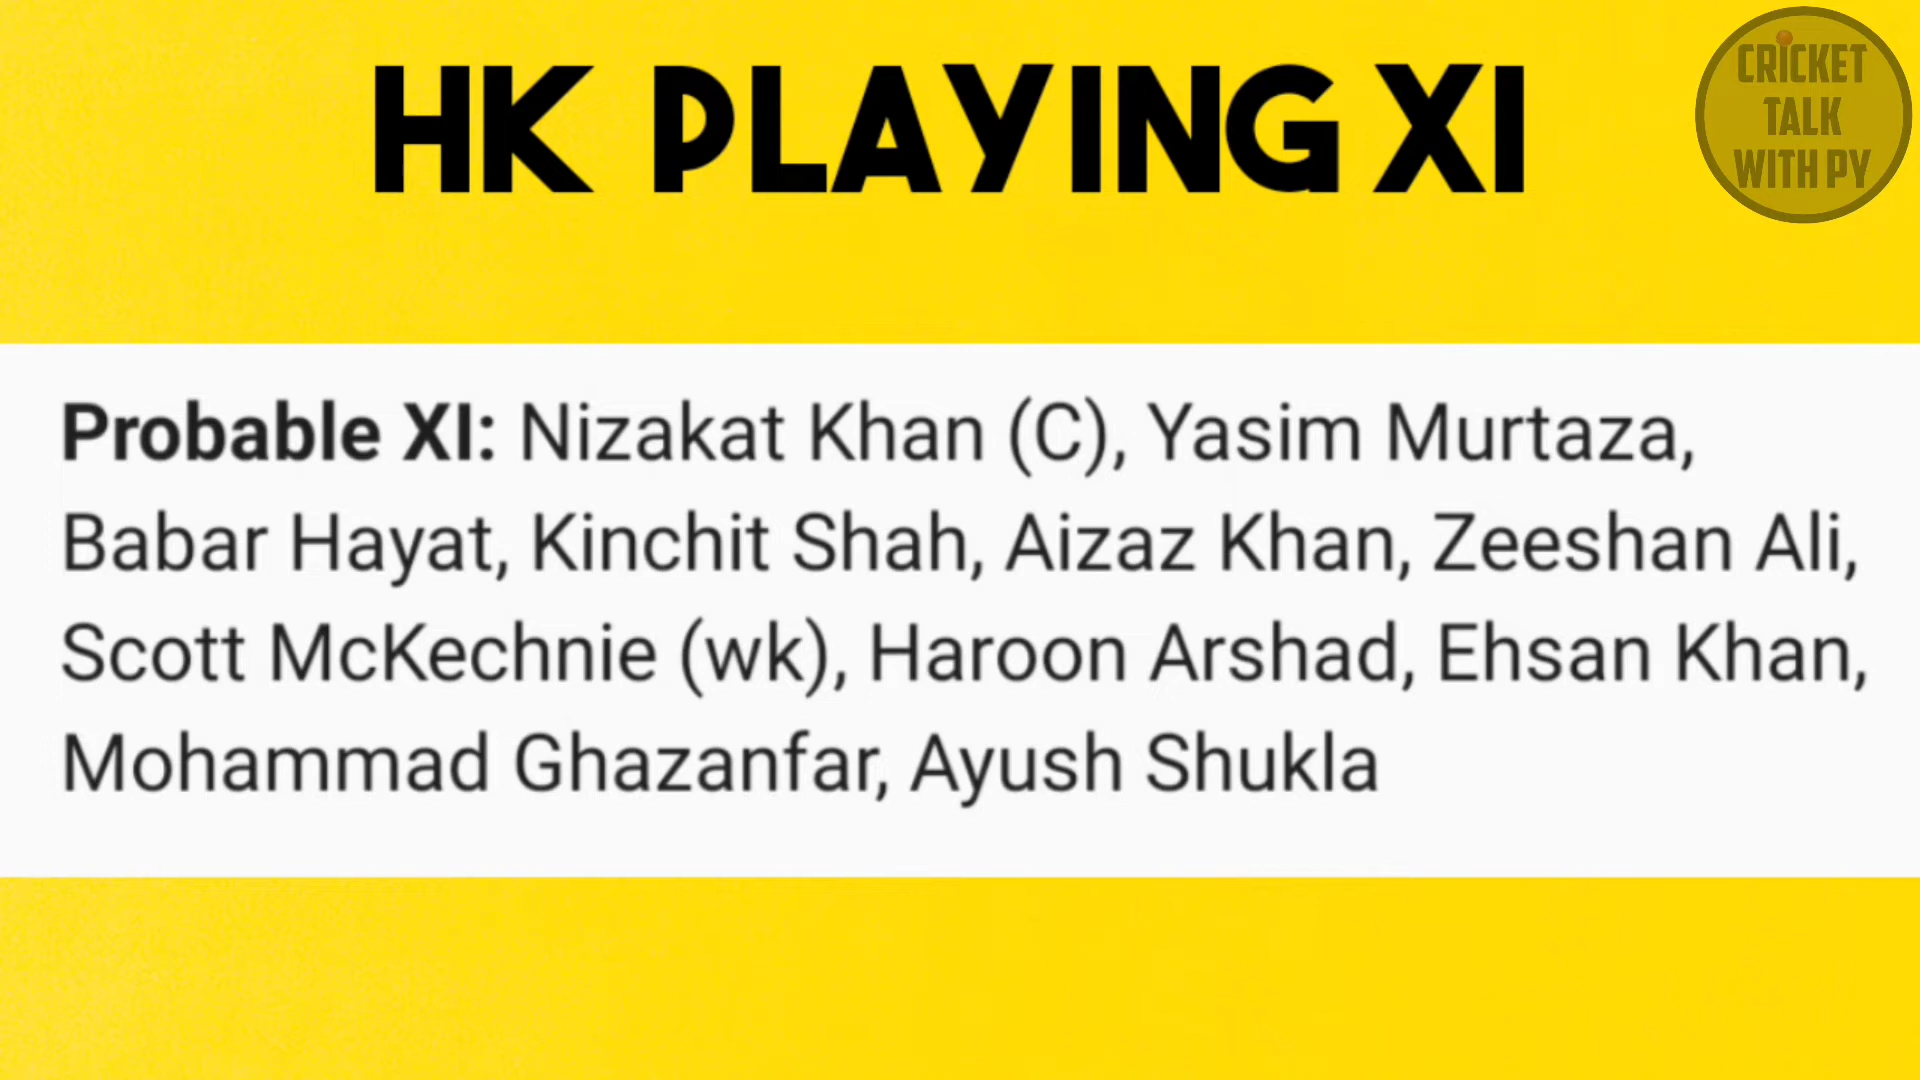 HK PLAYING XI
CRICKET
TALK
WITH PY
Probable XI: Nizakat Khan (C), Yasim Murtaza,
Babar Hayat, Kinchit Shah, Aizaz Khan, Zeeshan Ali,
Scott McKechnie (wk), Haroon Arshad, Ehsan Khan,
Mohammad Ghazanfar, Ayush Shukla